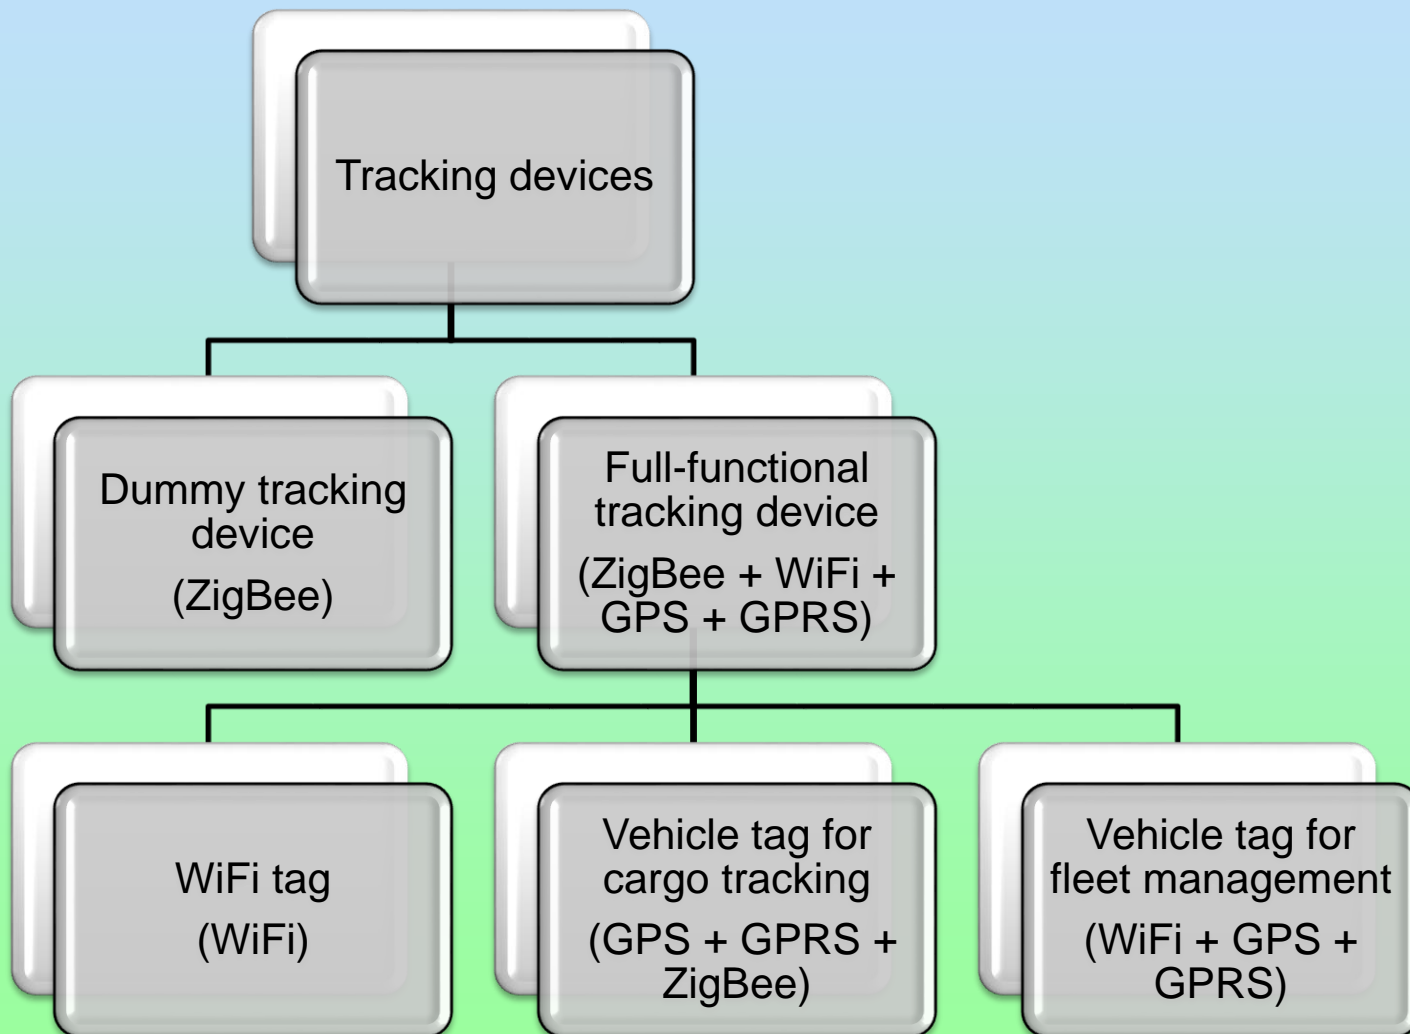 Tracking devices
Dummy tracking
device
(ZigBee)
Full-functional
tracking device
(ZigBee + WiFi +
GPS + GPRS)
WiFi tag
(WiFi)
Vehicle tag for
cargo tracking
(GPS + GPRS +
ZigBee)
Vehicle tag for
fleet management
(WiFi + GPS +
GPRS)